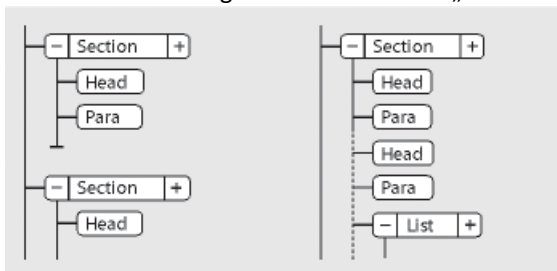 − Section +
Head
Para
− Section +
Head
− Section +
Head
Para
Head
Para
− List +